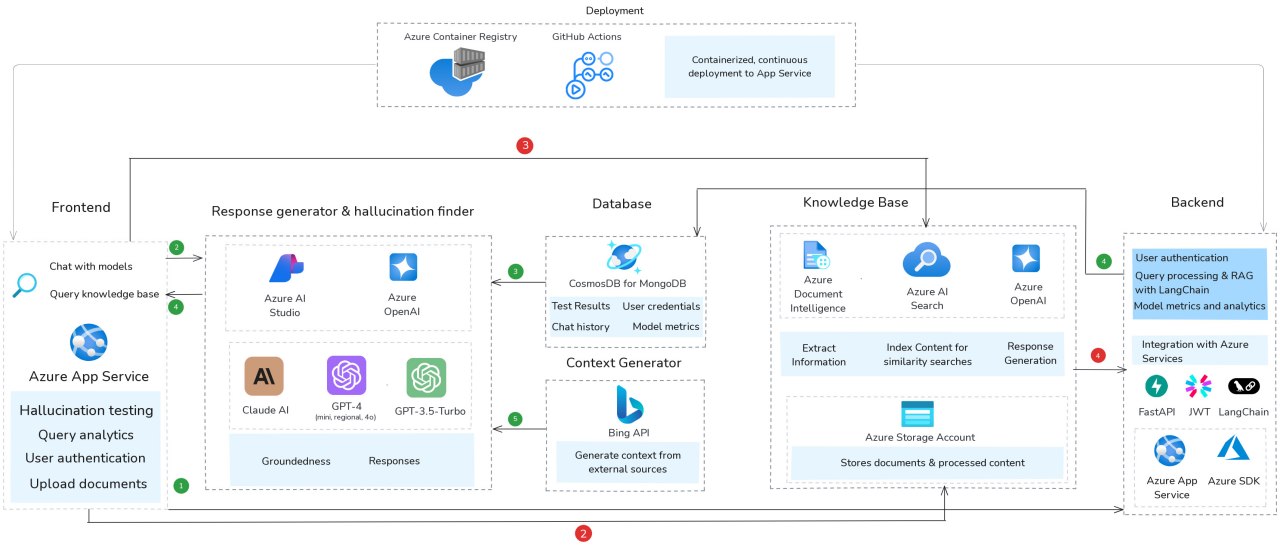 Deployment
Azure Container Registry
GitHub Actions
Containerized, continuous
deployment to App Service
3
Frontend
Response generator & hallucination finder
Database
Knowledge Base
Backend
Chat with models
Query knowledge base
Azure App Service
Hallucination testing
Query analytics
User authentication
Upload documents
2
4
1
Azure AI
Studio
Azure
OpenAI
Claude AI
GPT-4
(mini, regional, 4o)
GPT-3.5-Turbo
Groundedness
Responses
3
5
CosmosDB for MongoDB
Test Results
User credentials
Chat history
Model metrics
Context Generator
Bing API
Generate context from
external sources
Azure
Document
Intelligence
Azure AI
Search
Azure
OpenAI
Extract
Information
Index Content for
similarity searches
Response
Generation
Azure Storage Account
Stores documents & processed content
4
4
User authentication
Query processing & RAG
with LangChain
Model metrics and analytics
Integration with Azure
Services
FastAPI
JWT
LangChain
Azure App
Service
Azure SDK
2